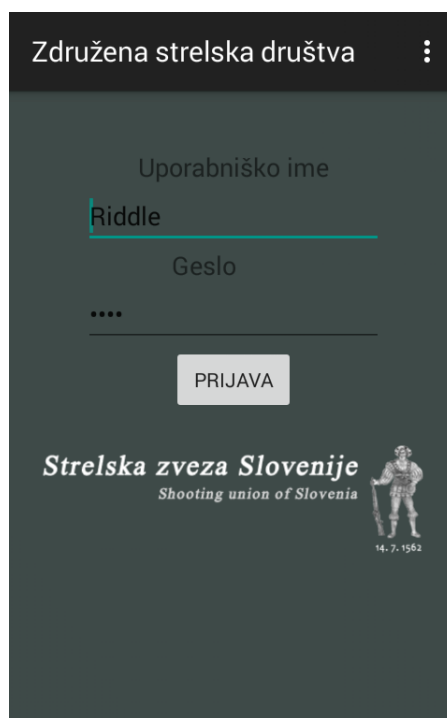 Združena strelska društva
Uporabniško ime
Riddle
Geslo
••••
PRIJAVA
Strelska zveza Slovenije
Shooting union of Slovenia
14. 7. 1562